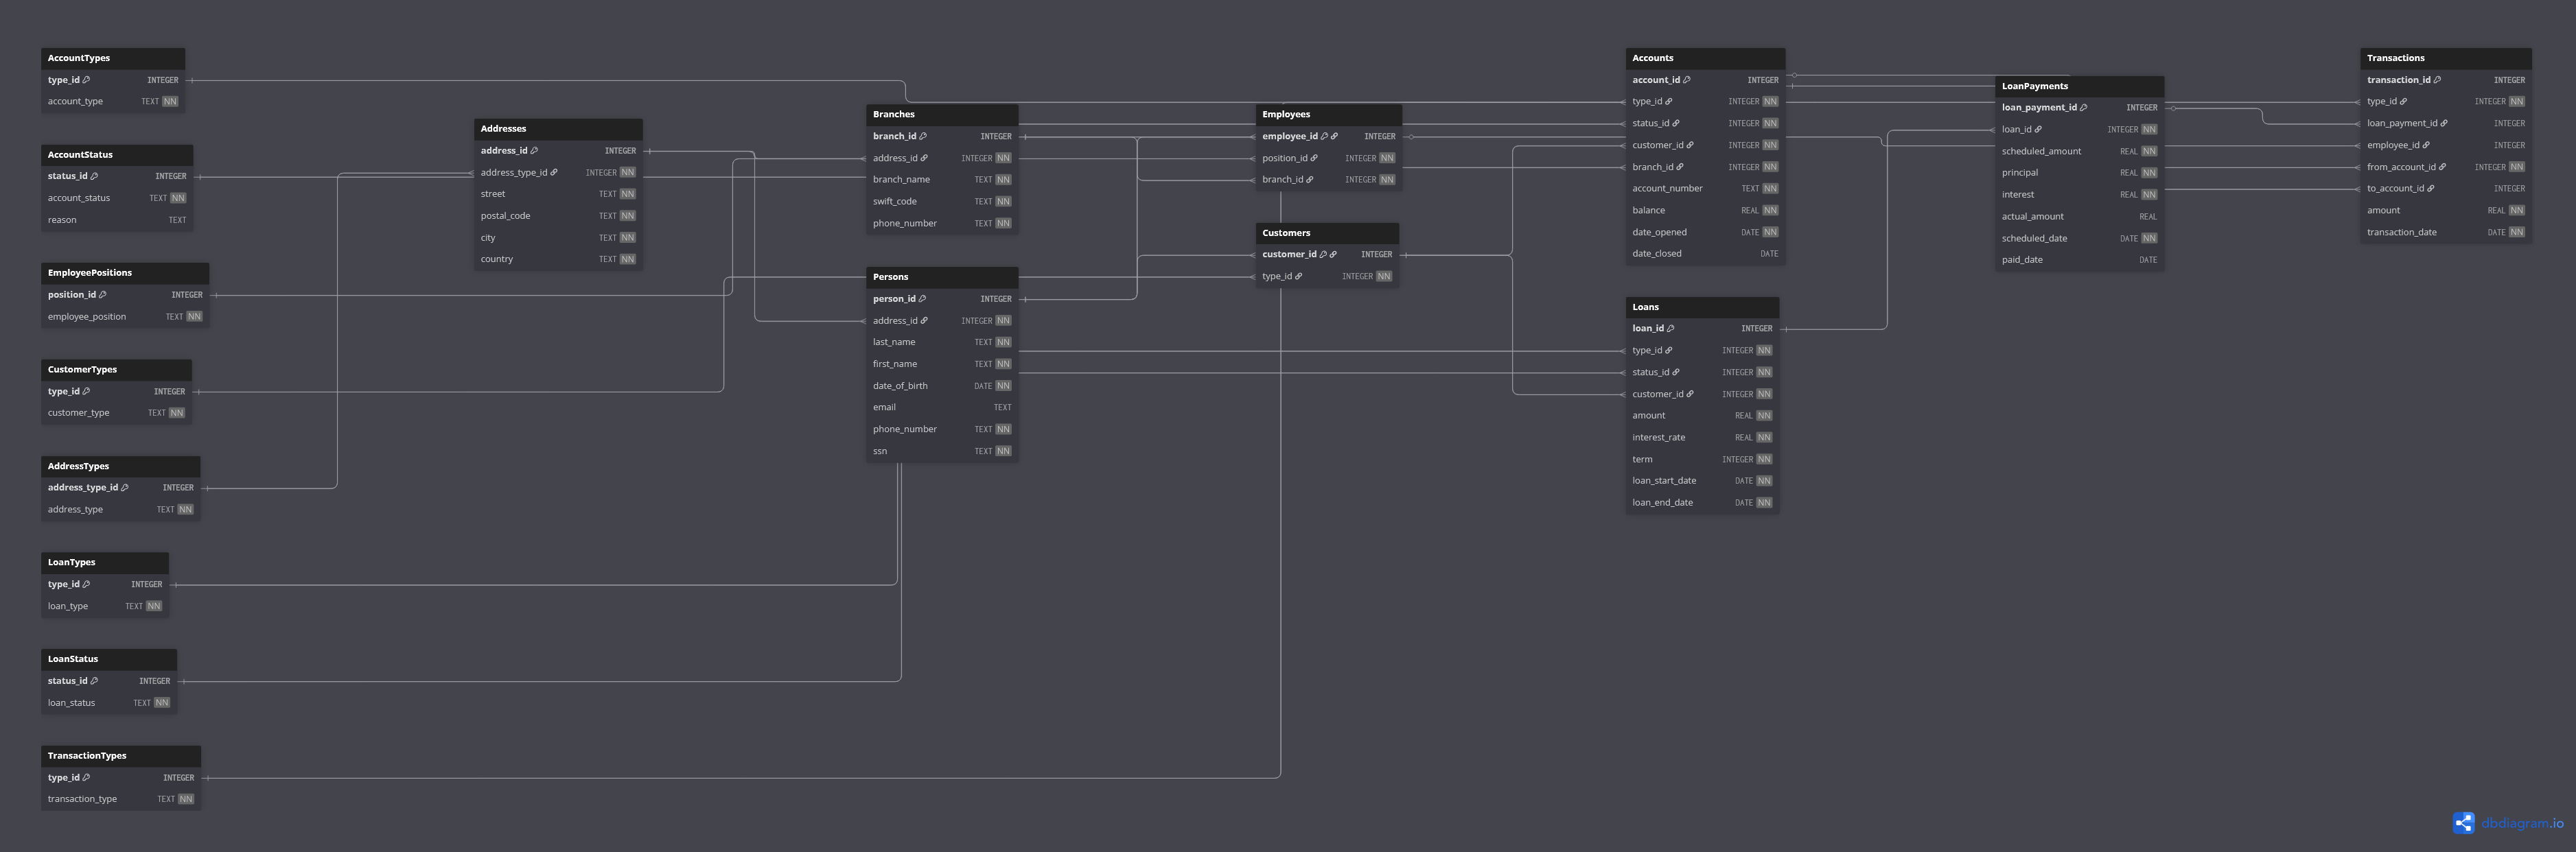 AccountTypes
type_id INTEGER
account_type TEXT NN
AccountStatus
status_id INTEGER
account_status TEXT NN
reason TEXT
EmployeePositions
position_id INTEGER
employee_position TEXT NN
CustomerTypes
type_id INTEGER
customer_type TEXT NN
AddressTypes
address_type_id INTEGER
address_type TEXT NN
LoanTypes
type_id INTEGER
loan_type TEXT NN
LoanStatus
status_id INTEGER
loan_status TEXT NN
TransactionTypes
type_id INTEGER
transaction_type TEXT NN
Addresses
address_id INTEGER
address_type_id INTEGER NN
street TEXT NN
postal_code TEXT NN
city TEXT NN
country TEXT NN
Branches
branch_id INTEGER
address_id INTEGER NN
branch_name TEXT NN
swift_code TEXT NN
phone_number TEXT NN
Persons
person_id INTEGER
address_id INTEGER NN
last_name TEXT NN
first_name TEXT NN
date_of_birth DATE NN
email TEXT
phone_number TEXT NN
ssn TEXT NN
Employees
employee_id INTEGER
position_id INTEGER NN
branch_id INTEGER NN
Customers
customer_id INTEGER
type_id INTEGER NN
Accounts
account_id INTEGER
type_id INTEGER NN
status_id INTEGER NN
customer_id INTEGER NN
branch_id INTEGER NN
account_number TEXT NN
balance REAL NN
date_opened DATE NN
date_closed DATE
Loans
loan_id INTEGER
type_id INTEGER NN
status_id INTEGER NN
customer_id INTEGER NN
amount REAL NN
interest_rate REAL NN
term INTEGER NN
loan_start_date DATE NN
loan_end_date DATE NN
LoanPayments
loan_payment_id INTEGER
loan_id INTEGER NN
scheduled_amount REAL NN
principal REAL NN
interest REAL NN
actual_amount REAL
scheduled_date DATE NN
paid_date DATE
Transactions
transaction_id INTEGER
type_id INTEGER NN
loan_payment_id INTEGER
employee_id INTEGER
from_account_id INTEGER NN
to_account_id INTEGER
amount REAL NN
transaction_date DATE NN
dbdiagram.io